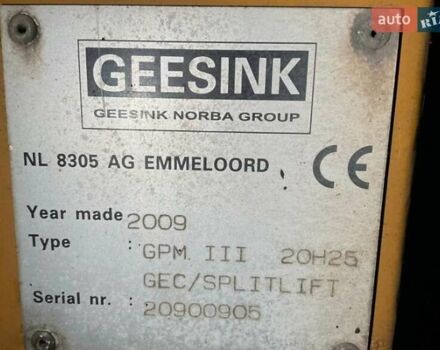 auto RIA
GEESINK
GEESINK NORBA GROUP
NL 8305 AG EMMELOORD CE
Year made 2009
Type : GPM III 20H25
GEC/SPLITLIFT
Serial nr. : 20900905